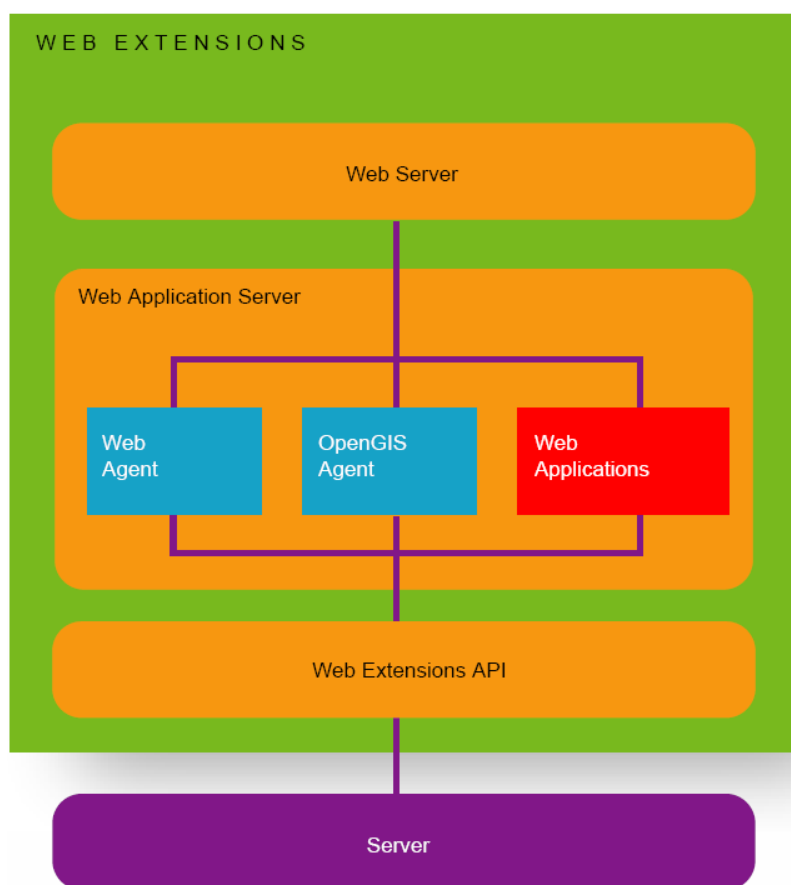 WEB EXTENSIONS
Web Server
Web Application Server
Web
Agent
OpenGIS
Agent
Web
Applications
Web Extensions API
Server